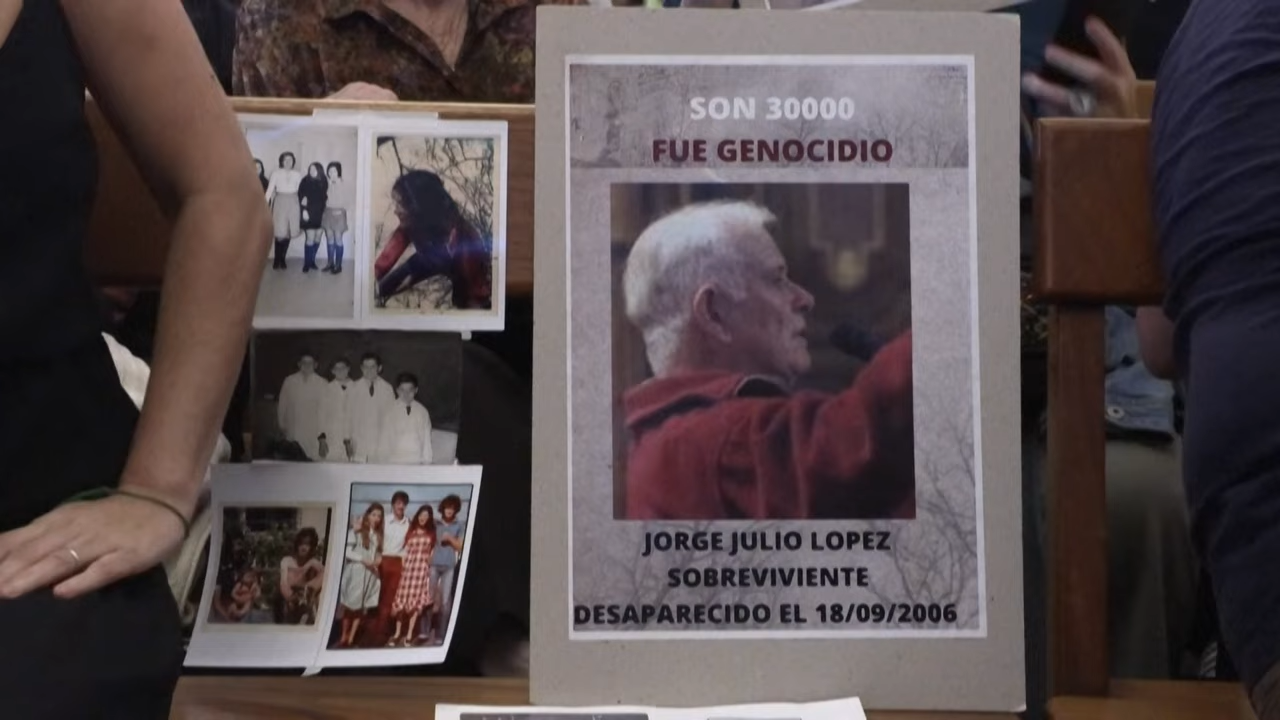 SON 30000
FUE GENOCIDIO
JORGE JULIO LOPEZ
SOBREVIVIENTE
DESAPARECIDO EL 18/09/2006